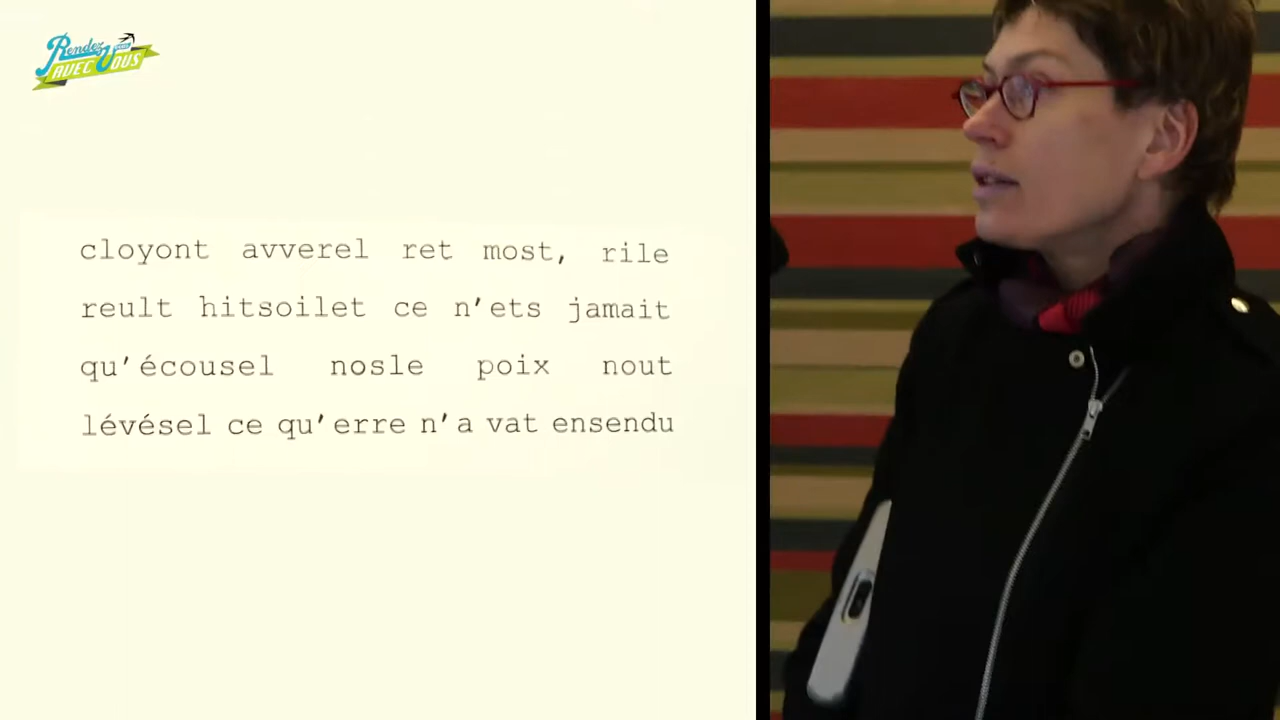 Rendez
AVEC VOUS
cloyont avverel ret most, rile
reult hitsoilet ce n'ets jamait
qu'écousel nosle poix nout
lévésel ce qu'erre n'a vat ensendu